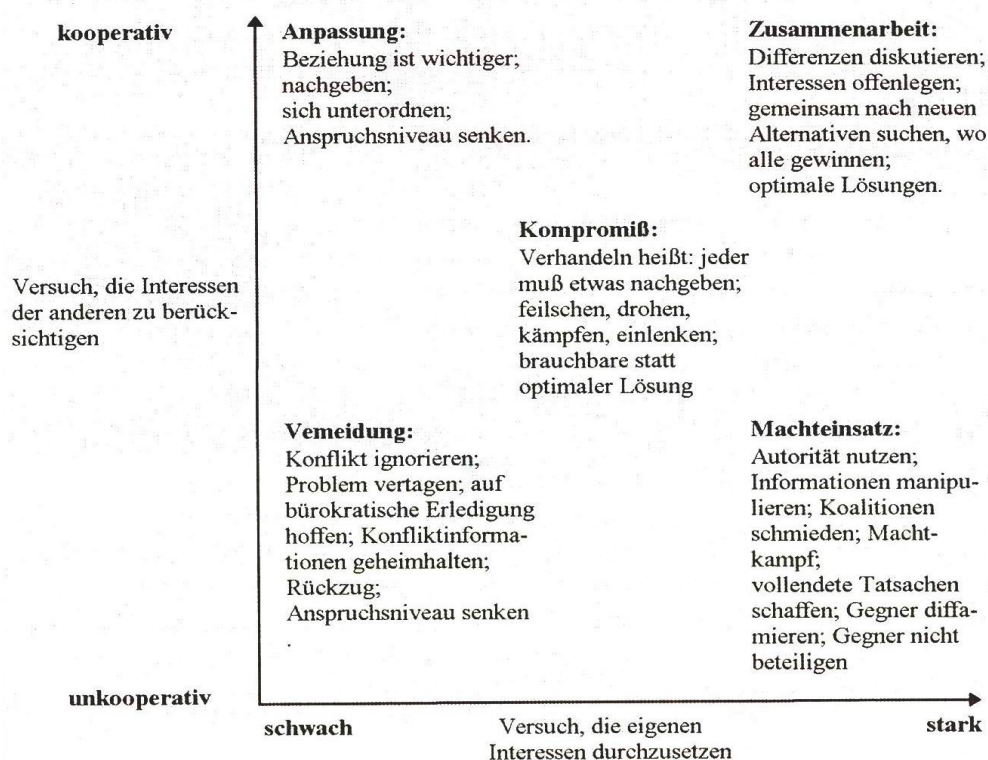 kooperativ
Anpassung:
Beziehung ist wichtiger;
nachgeben;
sich unterordnen;
Anspruchsniveau senken.
Zusammenarbeit:
Differenzen diskutieren;
Interessen offenlegen;
gemeinsam nach neuen
Alternativen suchen, wo
alle gewinnen;
optimale Lösungen.
Kompromiß:
Verhandeln heißt: jeder
muß etwas nachgeben;
feilschen, drohen,
kämpfen, einlenken;
brauchbare statt
optimaler Lösung
Versuch, die Interessen
der anderen zu berück-
sichtigen
Vemeidung:
Konflikt ignorieren;
Problem vertagen; auf
bürokratische Erledigung
hoffen; Konfliktinforma-
tionen geheimhalten;
Rückzug;
Anspruchsniveau senken
.
Machteinsatz:
Autorität nutzen;
Informationen manipu-
lieren; Koalitionen
schmieden; Macht-
kampf;
vollendete Tatsachen
schaffen; Gegner diffa-
mieren; Gegner nicht
beteiligen
unkooperativ
schwach
Versuch, die eigenen
Interessen durchzusetzen
stark